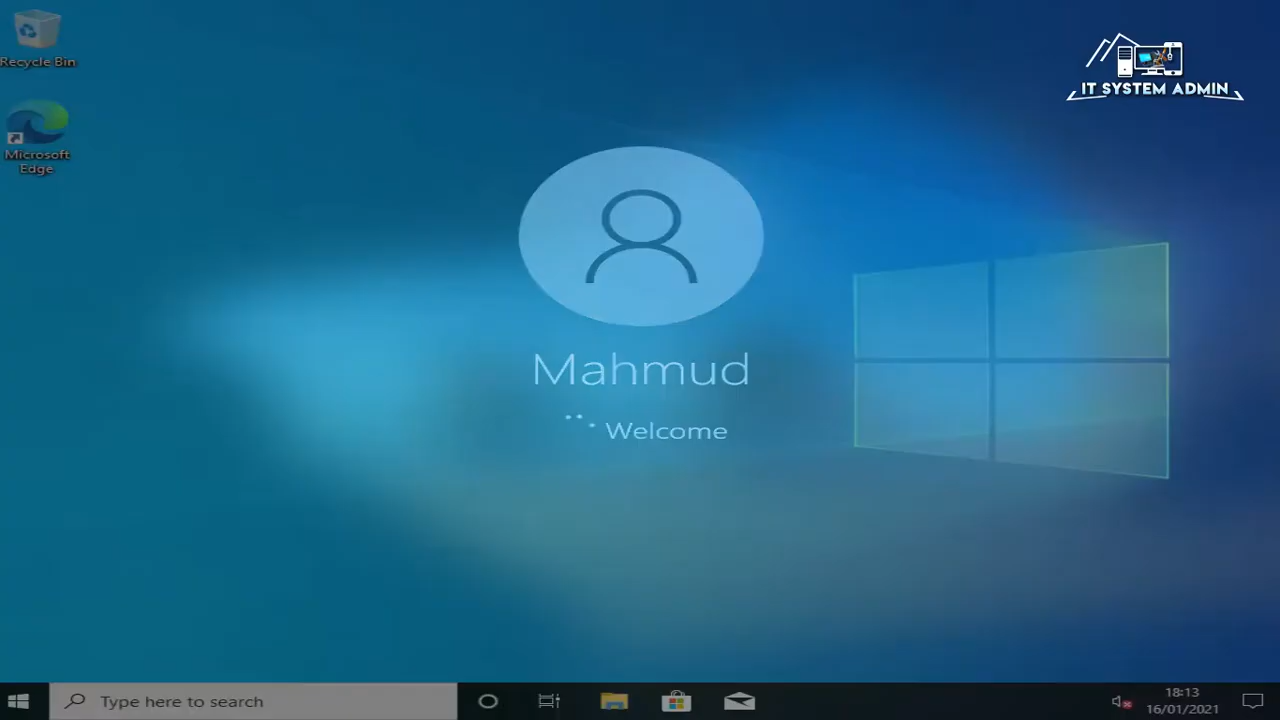 Recycle Bin
IT SYSTEM ADMIN
Microsoft
Edge
Mahmud
Welcome
Type here to search
18:13
16/01/2021